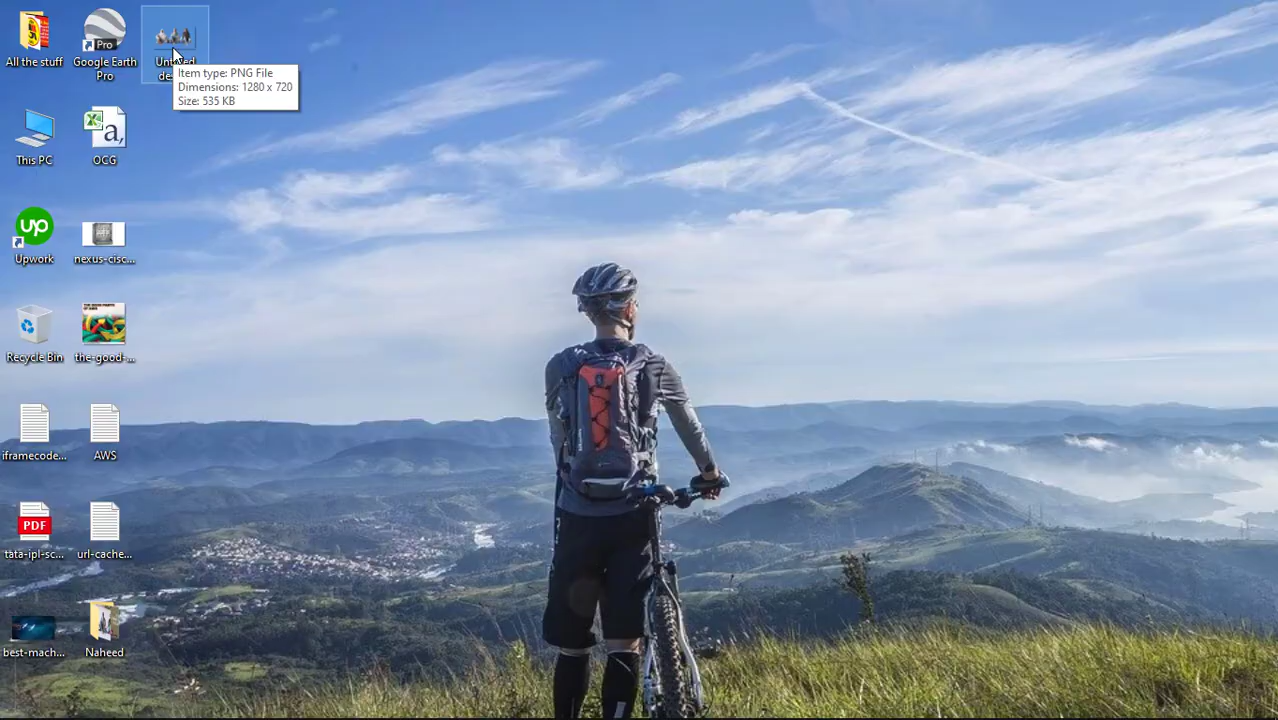 All the stuff
Google Earth
Pro
Pro
Item type: PNG File
Dimensions: 1280 x 720
Size: 535 KB
This PC
a,
OCG
up
Upwork
nexus-cisc...
Recycle Bin
the-good-...
iframecode...
AWS
PDF
tata-ipl-sc...
url-cache...
best-mach...
Naheed